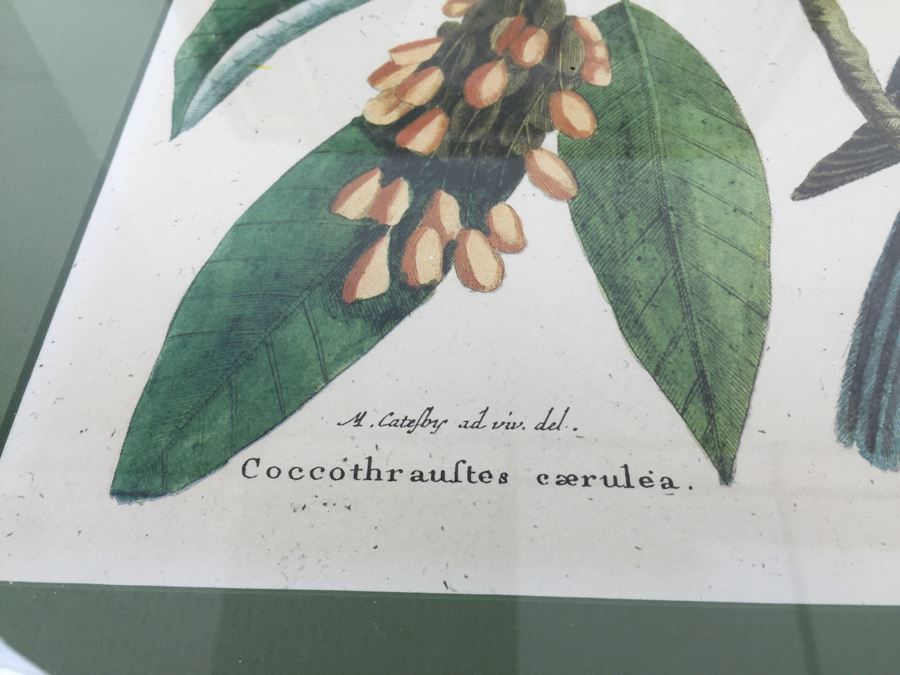 M. Cateſby ad viv. del.
Coccothrauſtes cærulea.